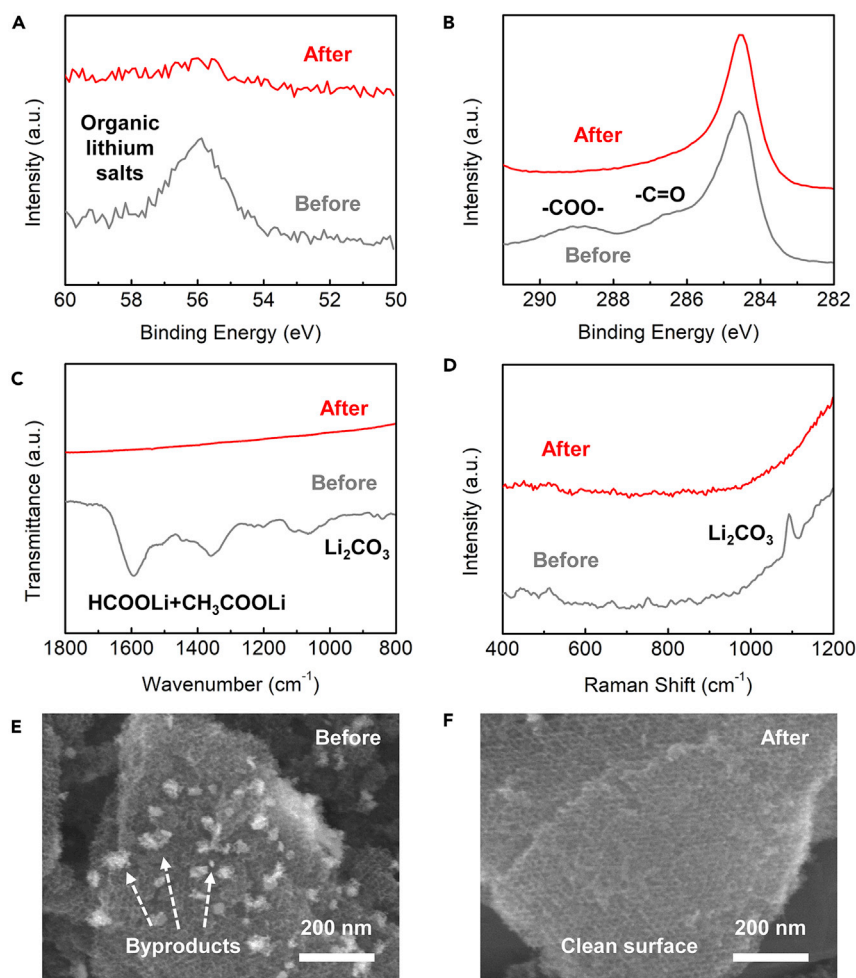 A
After
Organic
lithium
salts
Before
Intensity (a.u.)
60 58 56 54 52 50
Binding Energy (eV)
B
After
-COO-
-C=O
Before
Intensity (a.u.)
290 288 286 284 282
Binding Energy (eV)
C
After
Before
Li₂CO₃
HCOOLi+CH₃COOLi
Transmittance (a.u.)
1800 1600 1400 1200 1000 800
Wavenumber (cm⁻¹)
D
After
Li₂CO₃
Before
Intensity (a.u.)
400 600 800 1000 1200
Raman Shift (cm⁻¹)
E
Before
Byproducts
200 nm
F
After
Clean surface
200 nm